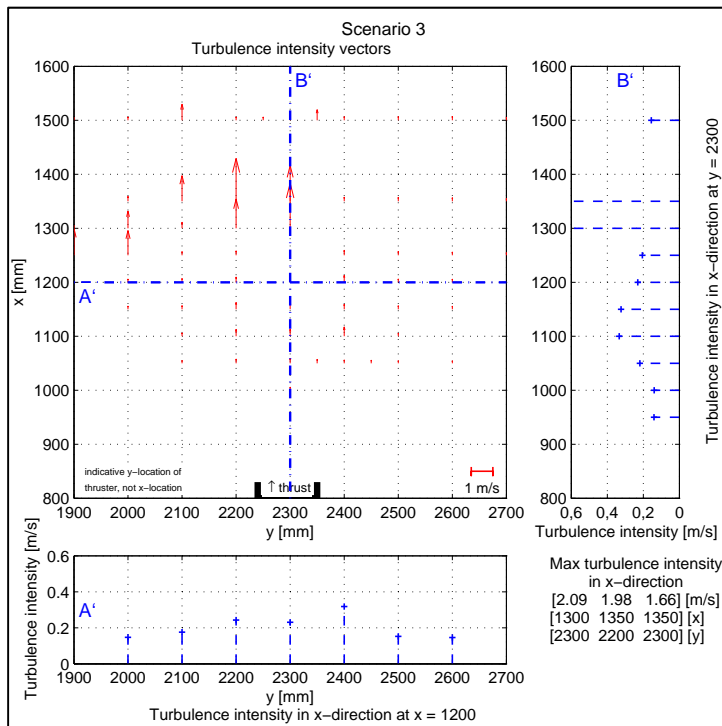 Scenario 3
Turbulence intensity vectors
1600
1500
1400
1300
1200
1100
1000
900
800
x [mm]
B‘
A‘
indicative y−location of
thruster, not x−location
↑ thrust
1 m/s
1900 2000 2100 2200 2300 2400 2500 2600 2700
y [mm]
B‘
1600
1500
1400
1300
1200
1100
1000
900
800
0,6 0,4 0,2 0
Turbulence intensity [m/s]
Turbulence intensity in x−direction at y = 2300
Turbulence intensity [m/s]
0.6
0.4
0.2
0
A‘
1900 2000 2100 2200 2300 2400 2500 2600 2700
y [mm]
Turbulence intensity in x−direction at x = 1200
Max turbulence intensity
in x−direction
[2.09 1.98 1.66] [m/s]
[1300 1350 1350] [x]
[2300 2200 2300] [y]